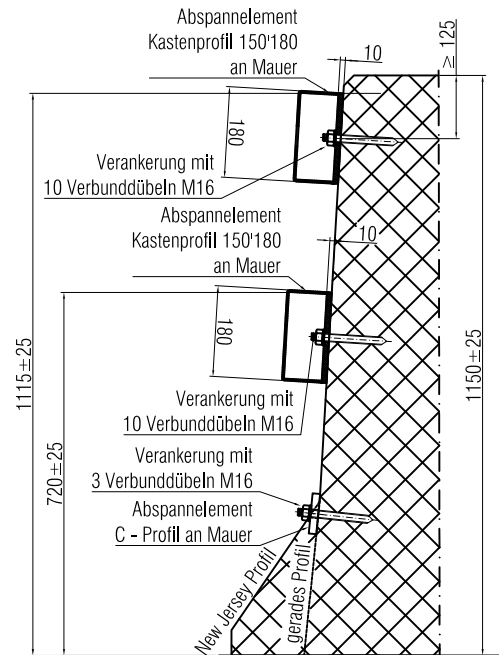 Abspannelement
Kastenprofil 150'180
an Mauer
10
≥ 125
180
Verankerung mit
10 Verbunddübeln M16
Abspannelement
Kastenprofil 150'180
an Mauer
10
180
1115±25
720±25
1150±25
Verankerung mit
10 Verbunddübeln M16
Verankerung mit
3 Verbunddübeln M16
Abspannelement
C - Profil an Mauer
New Jersey Profil
gerades Profil